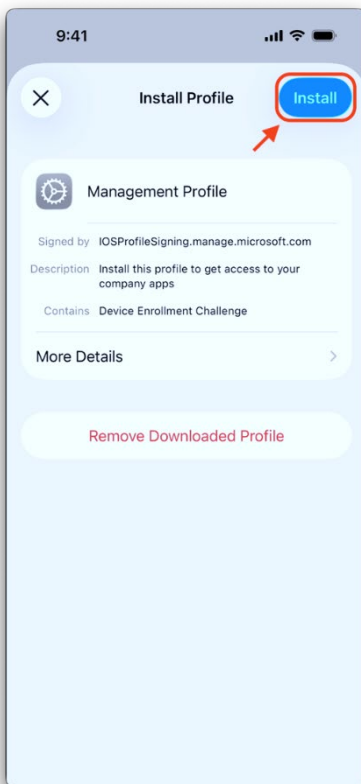 9:41
Install Profile
Install
Management Profile
Signed by IOSProfileSigning.manage.microsoft.com
Description Install this profile to get access to your
company apps
Contains Device Enrollment Challenge
More Details
Remove Downloaded Profile